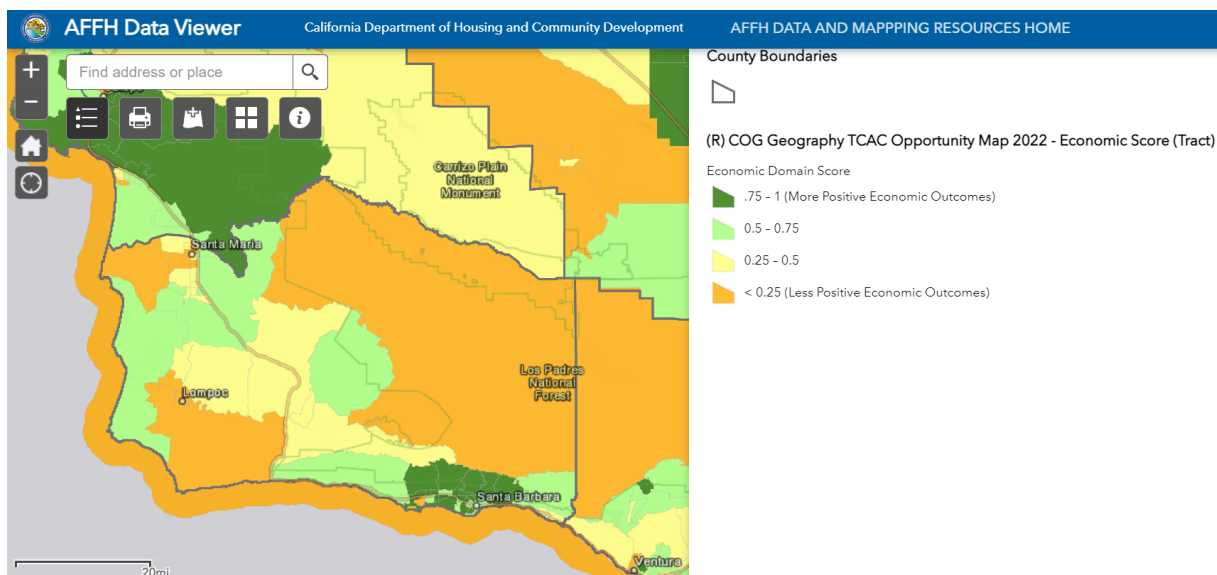 AFFH Data Viewer
California Department of Housing and Community Development
AFFH DATA AND MAPPPING RESOURCES HOME
+
Find address or place
−
Carrizo Plain
National
Monument
Santa Maria
Los Padres
National
Forest
Lompoc
Santa Barbara
Ventura
20mi
County Boundaries
(R) COG Geography TCAC Opportunity Map 2022 - Economic Score (Tract)
Economic Domain Score
.75 - 1 (More Positive Economic Outcomes)
0.5 - 0.75
0.25 - 0.5
< 0.25 (Less Positive Economic Outcomes)